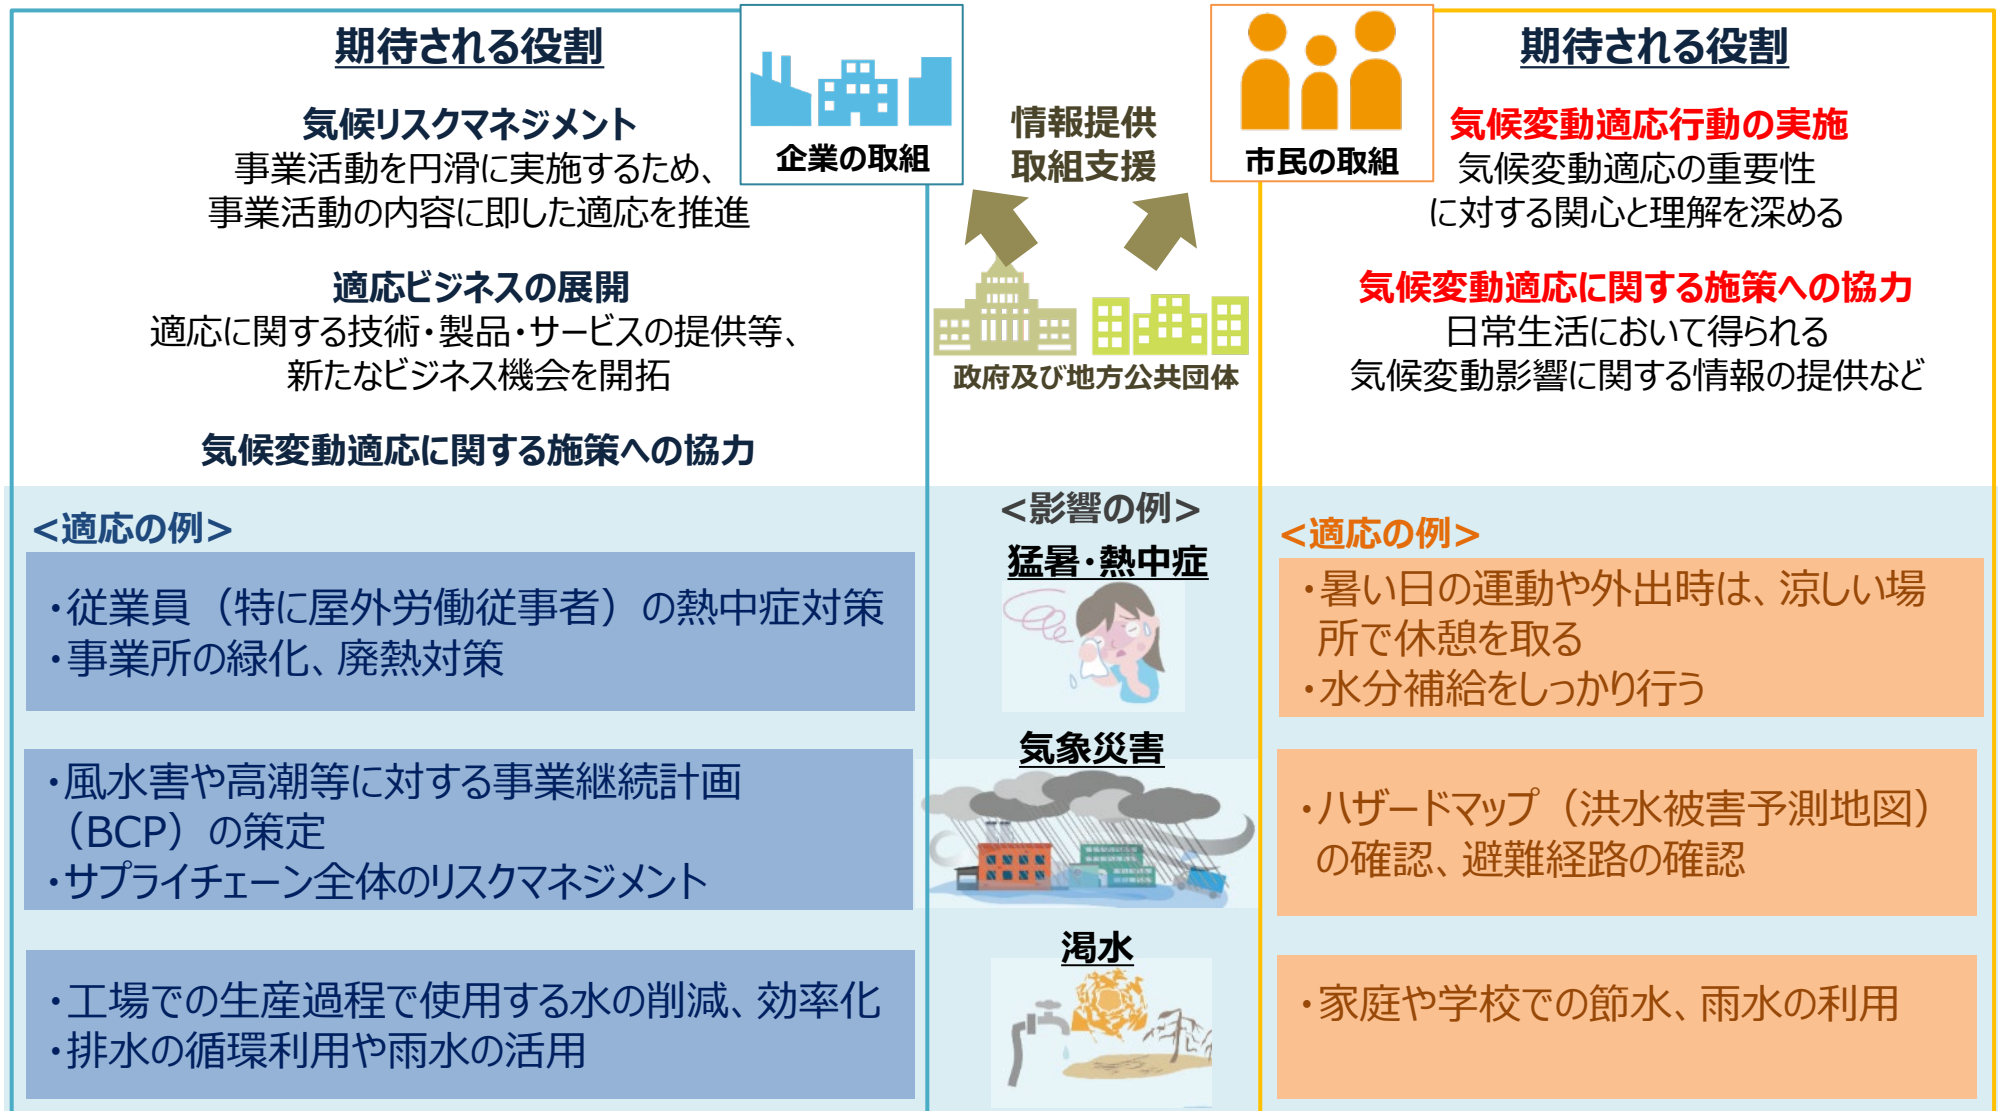 期待される役割
気候リスクマネジメント
事業活動を円滑に実施するため、
事業活動の内容に即した適応を推進
適応ビジネスの展開
適応に関する技術・製品・サービスの提供等、
新たなビジネス機会を開拓
気候変動適応に関する施策への協力
企業の取組
情報提供
取組支援
政府及び地方公共団体
市民の取組
期待される役割
気候変動適応行動の実施
気候変動適応の重要性
に対する関心と理解を深める
気候変動適応に関する施策への協力
日常生活において得られる
気候変動影響に関する情報の提供など
<適応の例>
・従業員（特に屋外労働従事者）の熱中症対策
・事業所の緑化、廃熱対策
・風水害や高潮等に対する事業継続計画
（BCP）の策定
・サプライチェーン全体のリスクマネジメント
・工場での生産過程で使用する水の削減、効率化
・排水の循環利用や雨水の活用
<影響の例>
猛暑・熱中症
気象災害
渇水
<適応の例>
・暑い日の運動や外出時は、涼しい場
所で休憩を取る
・水分補給をしっかり行う
・ハザードマップ（洪水被害予測地図）
の確認、避難経路の確認
・家庭や学校での節水、雨水の利用